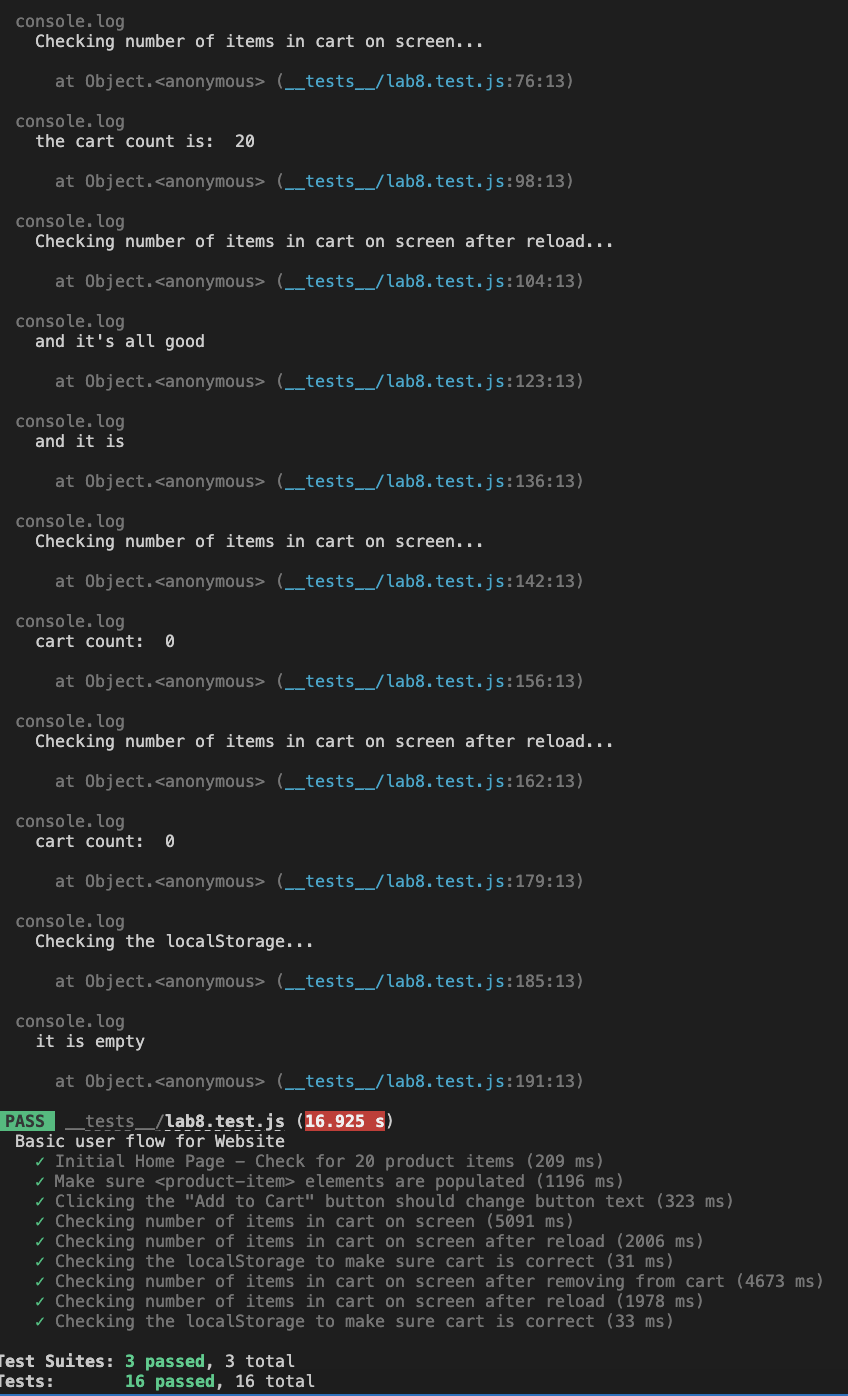 console.log
Checking number of items in cart on screen...
at Object.<anonymous> (__tests__/lab8.test.js:76:13)
console.log
the cart count is:  20
at Object.<anonymous> (__tests__/lab8.test.js:98:13)
console.log
Checking number of items in cart on screen after reload...
at Object.<anonymous> (__tests__/lab8.test.js:104:13)
console.log
and it's all good
at Object.<anonymous> (__tests__/lab8.test.js:123:13)
console.log
and it is
at Object.<anonymous> (__tests__/lab8.test.js:136:13)
console.log
Checking number of items in cart on screen...
at Object.<anonymous> (__tests__/lab8.test.js:142:13)
console.log
cart count:  0
at Object.<anonymous> (__tests__/lab8.test.js:156:13)
console.log
Checking number of items in cart on screen after reload...
at Object.<anonymous> (__tests__/lab8.test.js:162:13)
console.log
cart count:  0
at Object.<anonymous> (__tests__/lab8.test.js:179:13)
console.log
Checking the localStorage...
at Object.<anonymous> (__tests__/lab8.test.js:185:13)
console.log
it is empty
at Object.<anonymous> (__tests__/lab8.test.js:191:13)
PASS __tests__/lab8.test.js (16.925 s)
Basic user flow for Website
✓ Initial Home Page – Check for 20 product items (209 ms)
✓ Make sure <product-item> elements are populated (1196 ms)
✓ Clicking the "Add to Cart" button should change button text (323 ms)
✓ Checking number of items in cart on screen (5091 ms)
✓ Checking number of items in cart on screen after reload (2006 ms)
✓ Checking the localStorage to make sure cart is correct (31 ms)
✓ Checking number of items in cart on screen after removing from cart (4673 ms)
✓ Checking number of items in cart on screen after reload (1978 ms)
✓ Checking the localStorage to make sure cart is correct (33 ms)
Test Suites: 3 passed, 3 total
Tests:       16 passed, 16 total